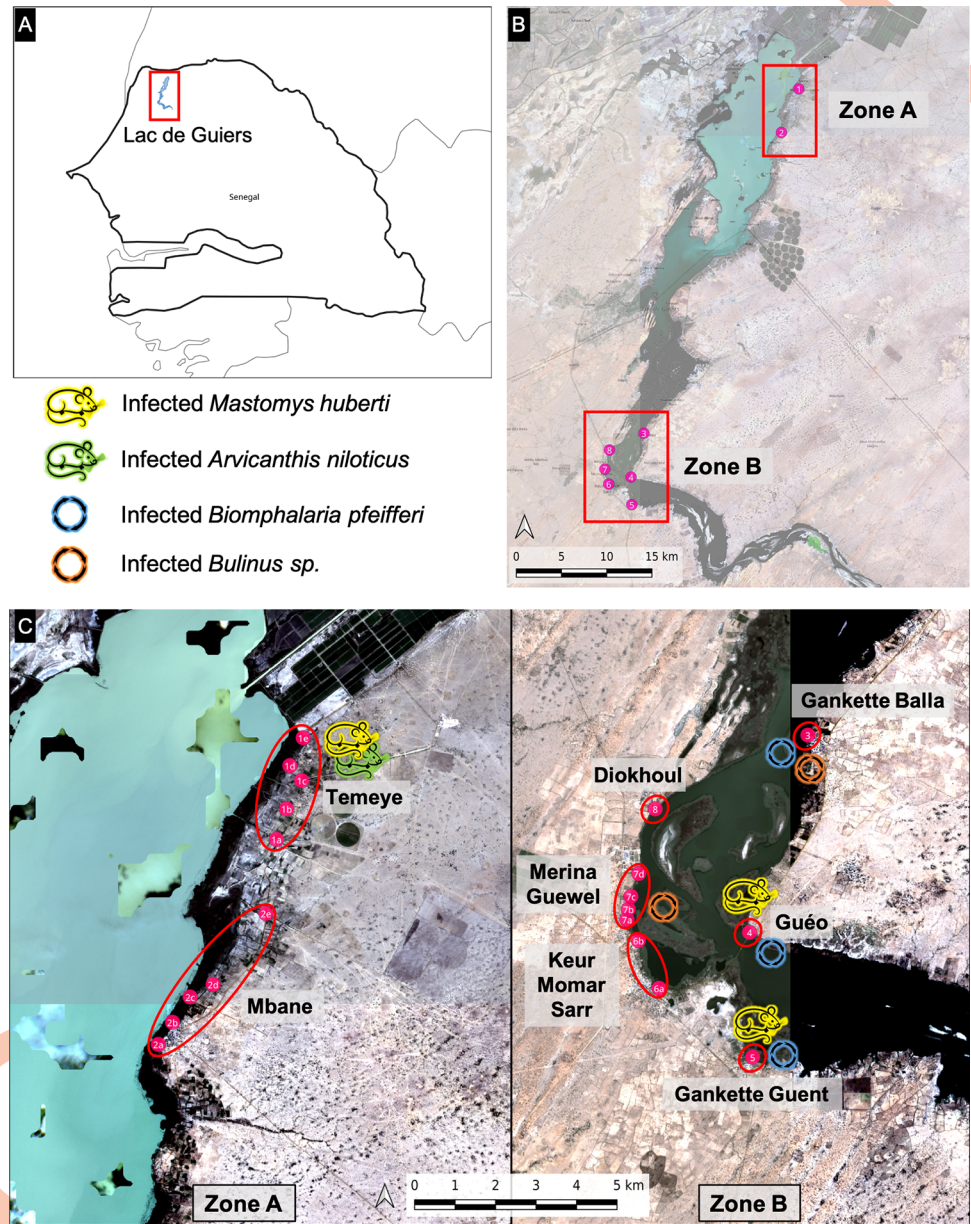 A
Lac de Guiers
Senegal
Infected Mastomys huberti
Infected Arvicanthis niloticus
Infected Biomphalaria pfeifferi
Infected Bulinus sp.
B
1
Zone A
2
3
8
Zone B
7
4
6
5
0 5 10 15 km
C
1e
1d
1c
Temeye
1b
1a
2e
2d
Mbane
2c
2b
2a
Zone A
Gankette Balla
3
Diokhoul
8
Merina
Guewel
7d
7c
7b
7a
Guéo
4
6b
Keur
Momar
Sarr
6a
5
Gankette Guent
0 1 2 3 4 5 km
Zone B